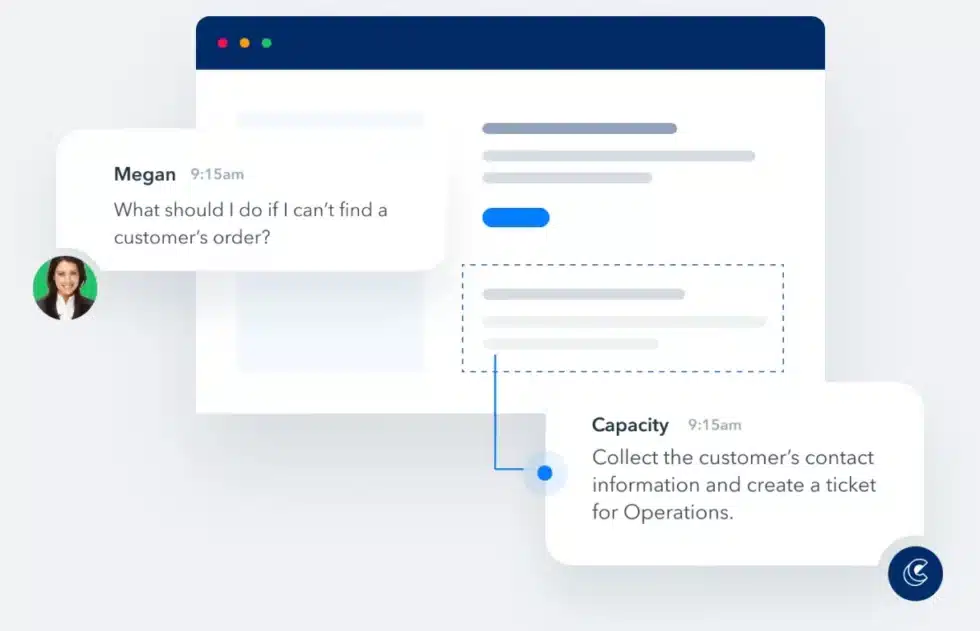 Megan 9:15am
What should I do if I can’t find a
customer’s order?
Capacity 9:15am
Collect the customer’s contact
information and create a ticket
for Operations.